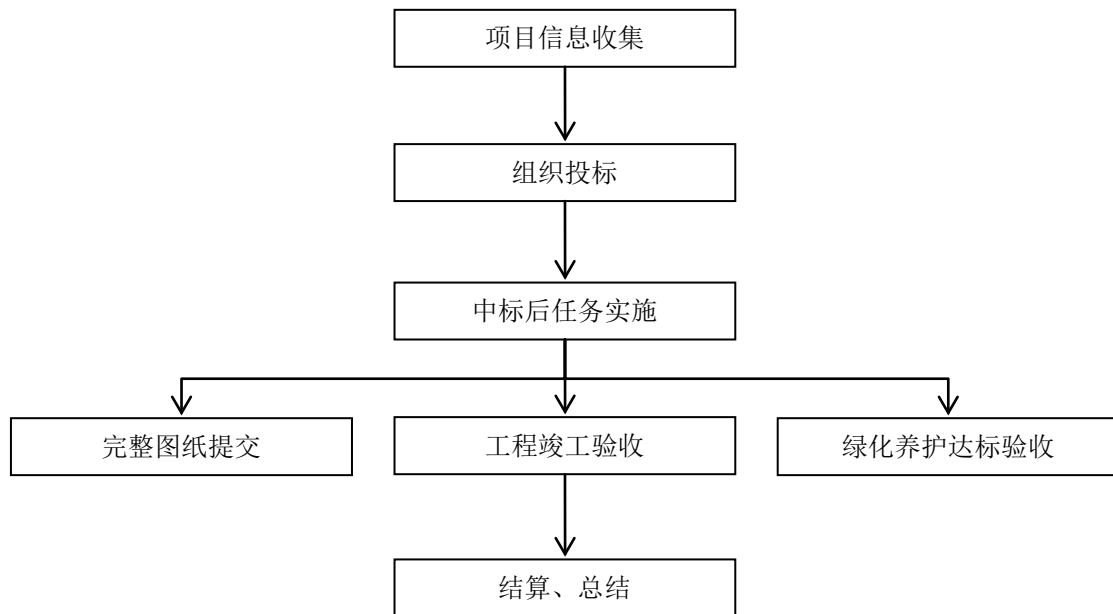 项目信息收集
组织投标
中标后任务实施
完整图纸提交
工程竣工验收
绿化养护达标验收
结算、总结